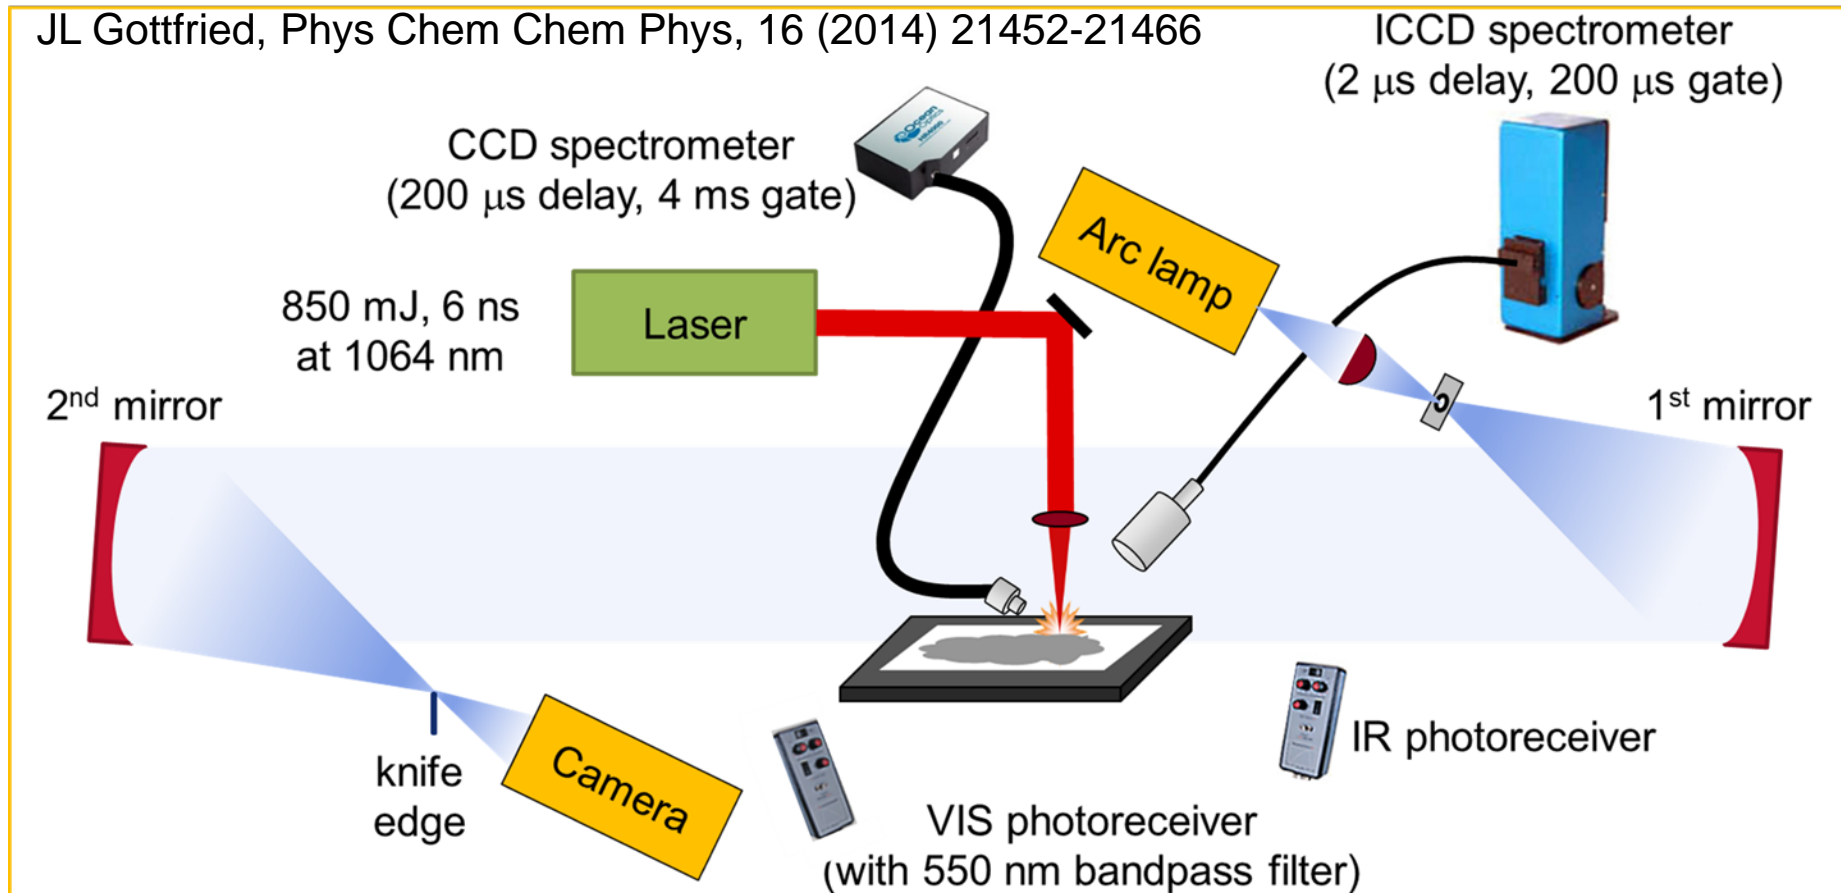 JL Gottfried, Phys Chem Chem Phys, 16 (2014) 21452-21466
ICCD spectrometer
(2 μs delay, 200 μs gate)
CCD spectrometer
(200 μs delay, 4 ms gate)
Ocean
Optics
Arc lamp
850 mJ, 6 ns
at 1064 nm
Laser
2nd mirror
1st mirror
knife
edge
Camera
IR photoreceiver
VIS photoreceiver
(with 550 nm bandpass filter)